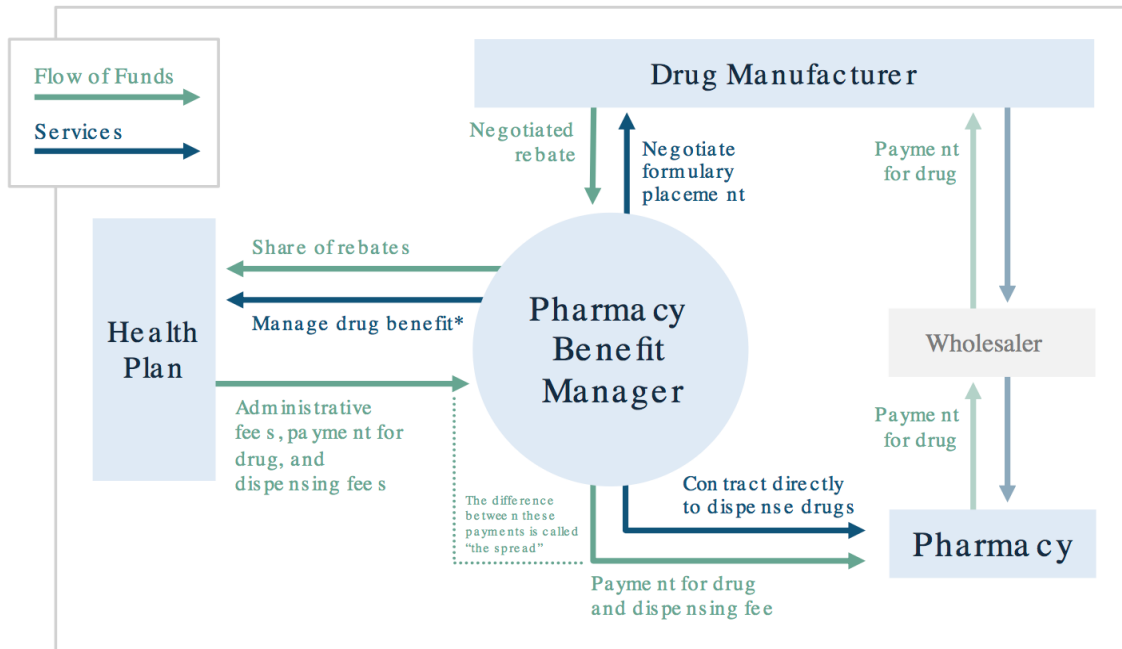 Flow of Funds
Services
Drug Manufacturer
Negotiated
rebate
Negotiate
formulary
placement
Payment
for drug
Share of rebates
Manage drug benefit*
Health
Plan
Pharmacy
Benefit
Manager
Wholesaler
Administrative
fees, payment for
drug, and
dispensing fees
Payment
for drug
The difference
between these
payments is called
“the spread”
Contract directly
to dispense drugs
Pharmacy
Payment for drug
and dispensing fee